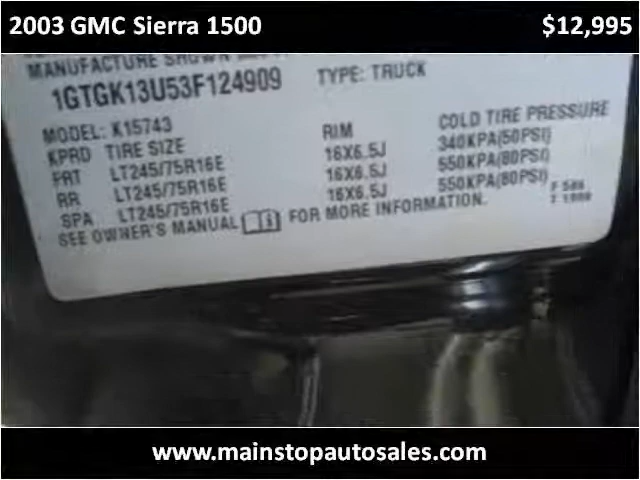 2003 GMC Sierra 1500 $12,995
MANUFACTURE SHOWN
1GTGK13U53F124909 TYPE: TRUCK
MODEL: K15743
KPRD TIRE SIZE RIM COLD TIRE PRESSURE
FRT LT245/75R16E 16X6.5J 340KPA(50PSI)
RR LT245/75R16E 16X6.5J 550KPA(80PSI)
SPA LT245/75R16E 16X6.5J 550KPA(80PSI)
SEE OWNER'S MANUAL FOR MORE INFORMATION.
www.mainstopautosales.com